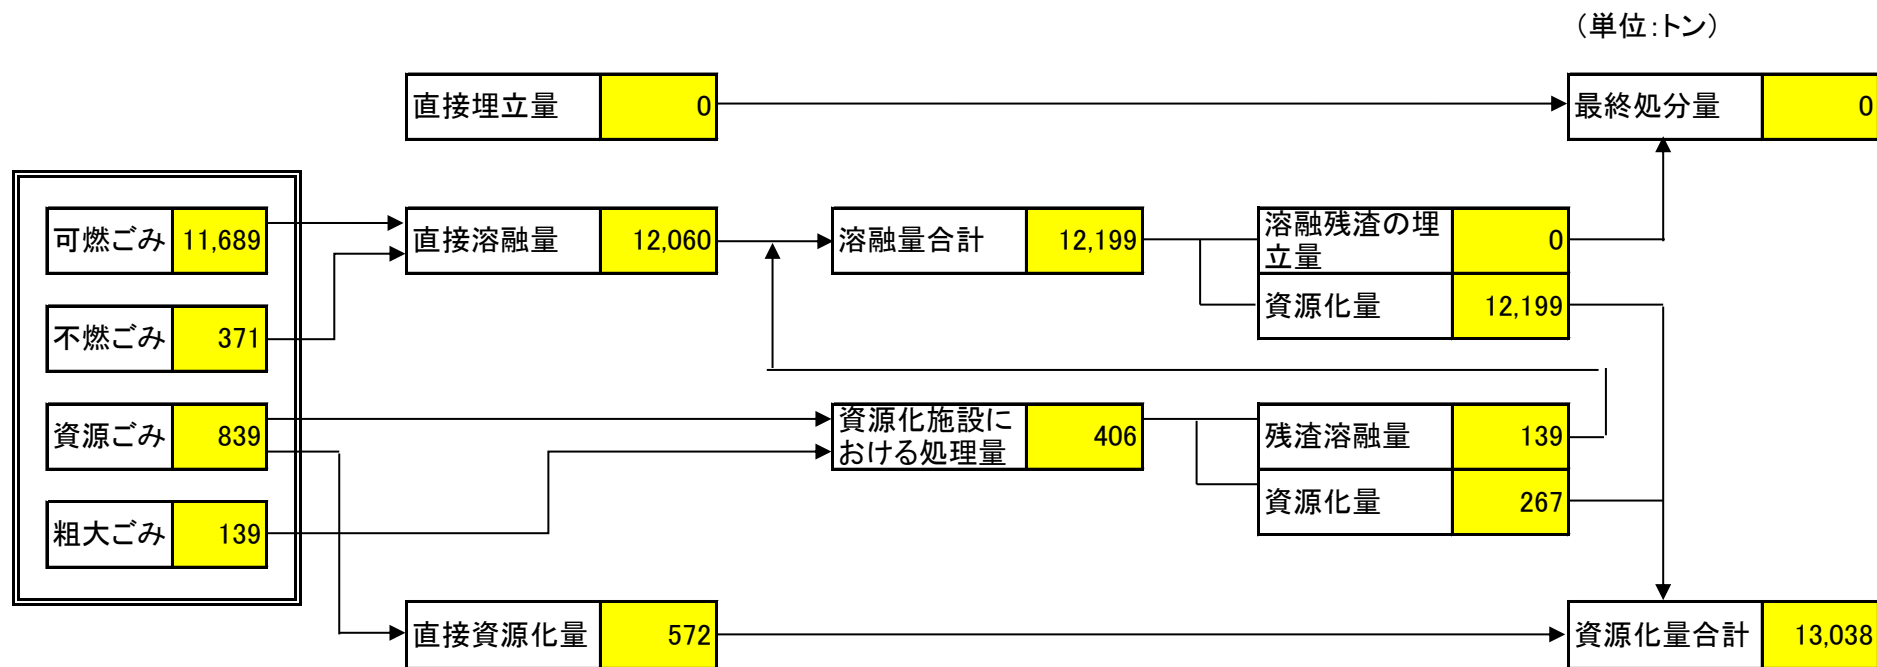 (単位:トン)
直接埋立量 0
最終処分量 0
可燃ごみ 11,689
直接溶融量 12,060
溶融量合計 12,199
溶融残渣の埋
立量 0
資源化量 12,199
不燃ごみ 371
資源ごみ 839
資源化施設に
おける処理量 406
残渣溶融量 139
資源化量 267
粗大ごみ 139
直接資源化量 572
資源化量合計 13,038